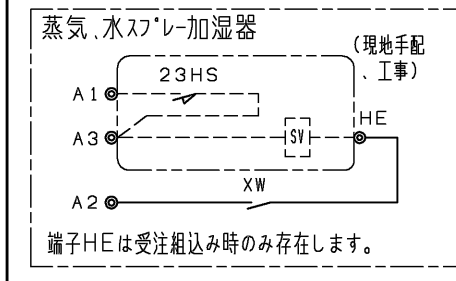 蒸気、水ｽﾌﾟﾚｰ加湿器
(現地手配
、工事)
23HS
A1
HE
A3
SV
XW
A2
端子HEは受注組込み時のみ存在します。